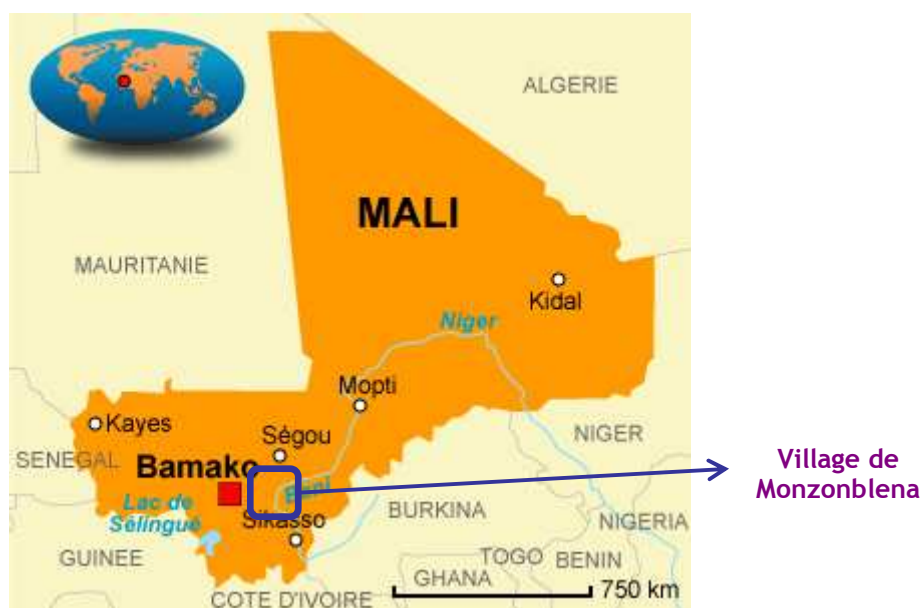 ALGERIE
MALI
MAURITANIE
Kidal
Niger
Mopti
Kayes
Ségou
NIGER
SENEGAL
Bamako
Village de
Monzonblena
Bani
Lac de
Sélingué
Sikasso
BURKINA
NIGERIA
GUINEE
TOGO
BENIN
GHANA
750 km
COTE D'IVOIRE